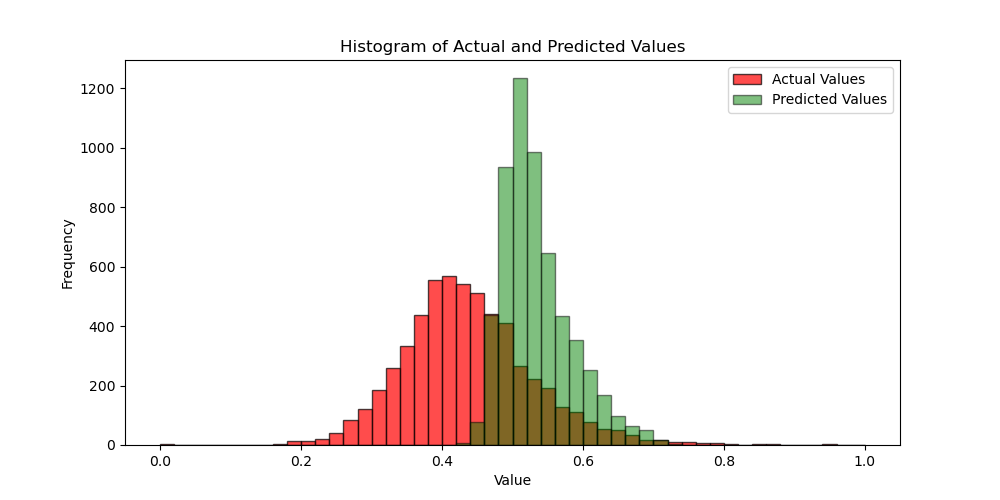 Histogram of Actual and Predicted Values
Actual Values
Predicted Values
1200
1000
800
600
400
200
0
Frequency
0.0 0.2 0.4 0.6 0.8 1.0
Value